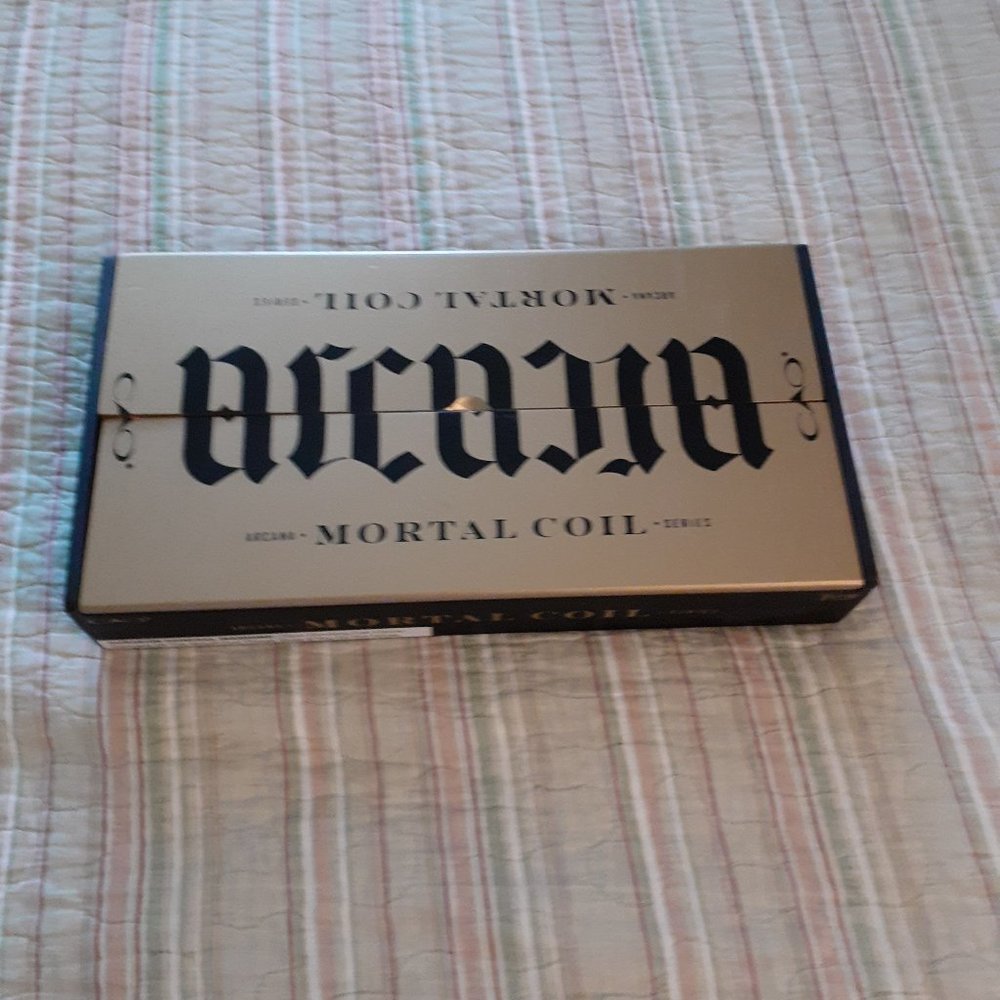 ARCANA • MORTAL COIL • SERIES
arcana
ARCANA • MORTAL COIL • SERIES
MORTAL COIL